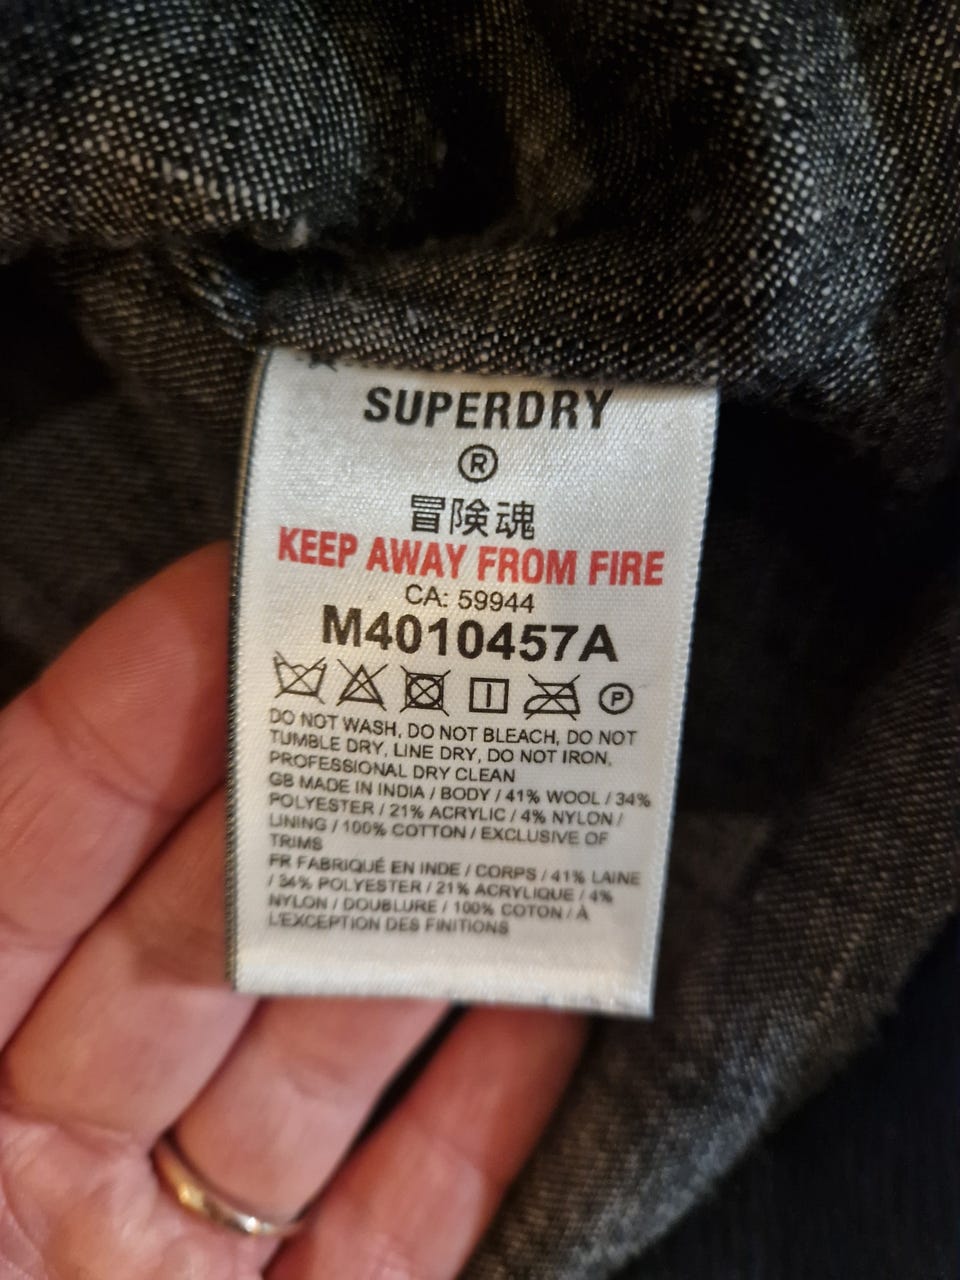 SUPERDRY
®
冒険魂
KEEP AWAY FROM FIRE
CA: 59944
M4010457A
P
DO NOT WASH, DO NOT BLEACH, DO NOT
TUMBLE DRY, LINE DRY, DO NOT IRON,
PROFESSIONAL DRY CLEAN
GB MADE IN INDIA / BODY / 41% WOOL / 34%
POLYESTER / 21% ACRYLIC / 4% NYLON /
LINING / 100% COTTON / EXCLUSIVE OF
TRIMS
FR FABRIQUÉ EN INDE / CORPS / 41% LAINE
/ 34% POLYESTER / 21% ACRYLIQUE / 4%
NYLON / DOUBLURE / 100% COTON / À
L'EXCEPTION DES FINITIONS